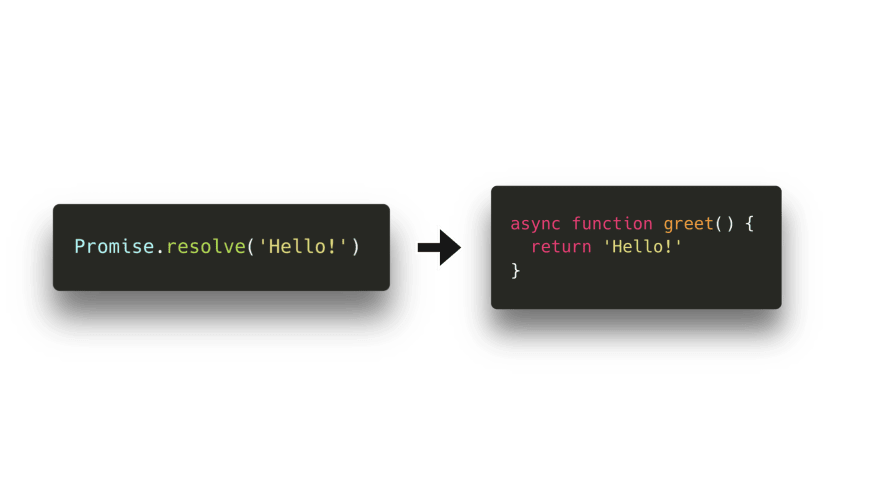 Promise.resolve('Hello!')
async function greet() {
  return 'Hello!'
}